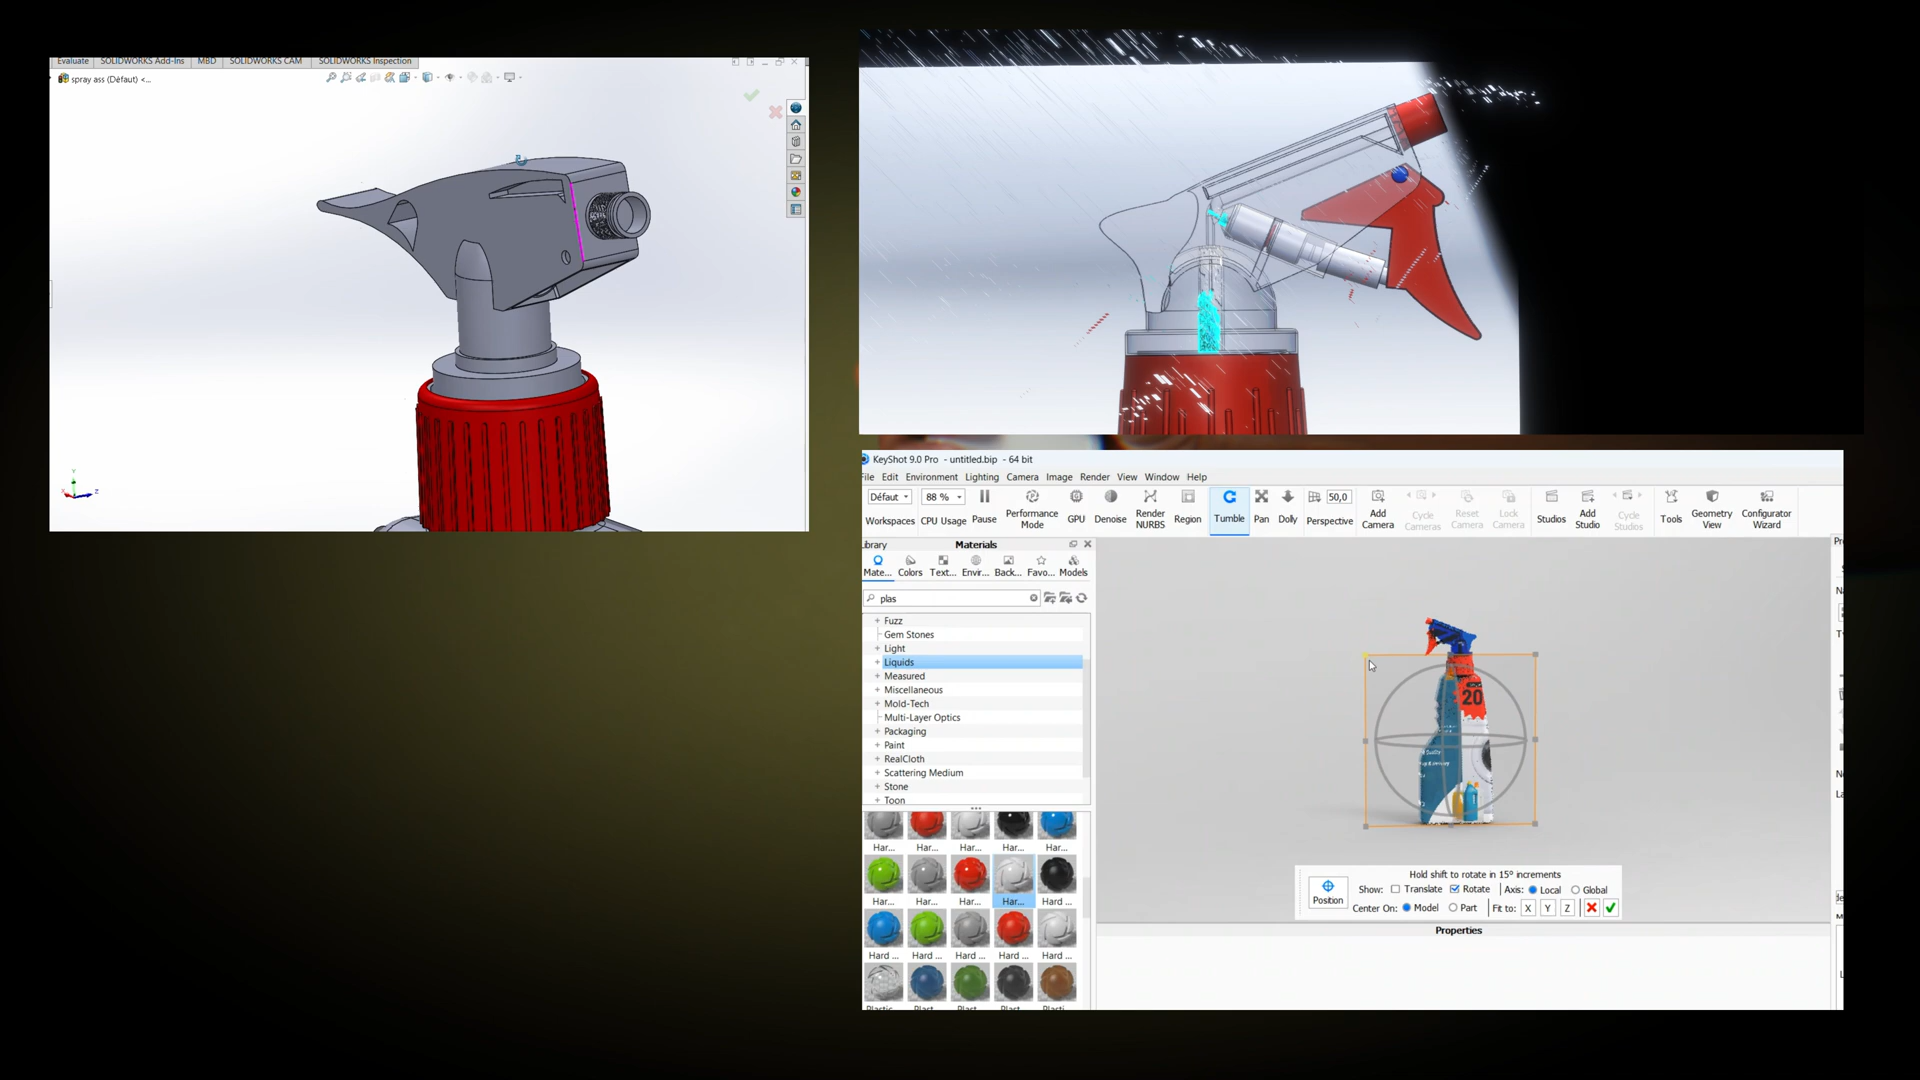 Evaluate SOLIDWORKS Add-Ins MBD SOLIDWORKS CAM SOLIDWORKS Inspection
spray ass (Défaut) <...
Y
Z
KeyShot 9.0 Pro - untitled.bip - 64 bit
File Edit Environment Lighting Camera Image Render View Window Help
Défaut 88 % 50,0
Workspaces CPU Usage Pause Performance Mode GPU Denoise Render NURBS Region Tumble Pan Dolly Perspective Add Camera Cycle Cameras Reset Camera Lock Camera Studios Add Studio Cycle Studios Tools Geometry View Configurator Wizard
Library Materials
Mate... Colors Text... Envir... Back... Favo... Models
plas
Fuzz
Gem Stones
Light
Liquids
Measured
Miscellaneous
Mold-Tech
Multi-Layer Optics
Packaging
Paint
RealCloth
Scattering Medium
Stone
Toon
Har... Har... Har... Har... Har...
Har... Har... Har... Har... Hard ...
Hard ... Hard ... Hard ... Hard ... Hard ...
Plastic Plast Plast Plast Plasti
20
Hold shift to rotate in 15° increments
Position
Show: Translate Rotate Axis: Local Global
Center On: Model Part Fit to: X Y Z
Properties